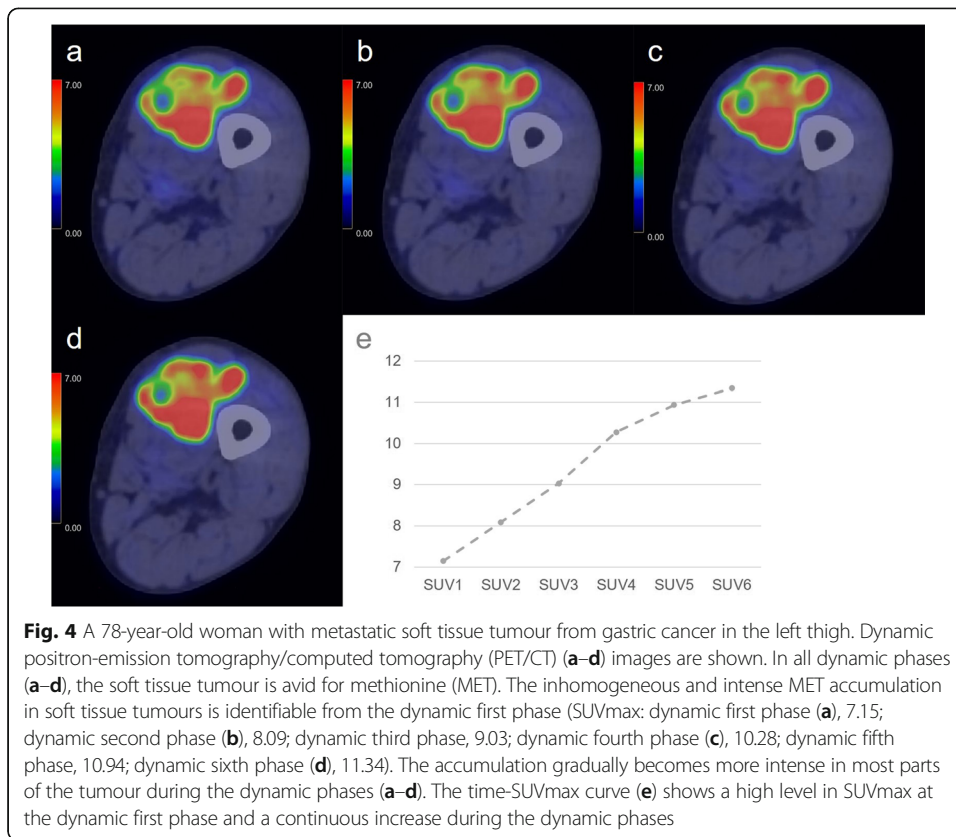 a
7.00
0.00
b
7.00
0.00
c
7.00
0.00
d
7.00
0.00
e
12
11
10
9
8
7
SUV1 SUV2 SUV3 SUV4 SUV5 SUV6
Fig. 4 A 78-year-old woman with metastatic soft tissue tumour from gastric cancer in the left thigh. Dynamic
positron-emission tomography/computed tomography (PET/CT) (a–d) images are shown. In all dynamic phases
(a–d), the soft tissue tumour is avid for methionine (MET). The inhomogeneous and intense MET accumulation
in soft tissue tumours is identifiable from the dynamic first phase (SUVmax: dynamic first phase (a), 7.15;
dynamic second phase (b), 8.09; dynamic third phase, 9.03; dynamic fourth phase (c), 10.28; dynamic fifth
phase, 10.94; dynamic sixth phase (d), 11.34). The accumulation gradually becomes more intense in most parts
of the tumour during the dynamic phases (a–d). The time-SUVmax curve (e) shows a high level in SUVmax at
the dynamic first phase and a continuous increase during the dynamic phases